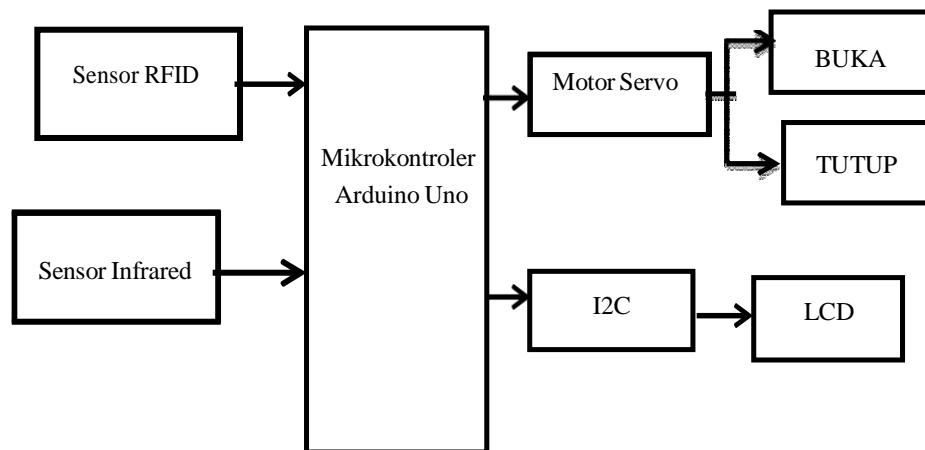 Sensor RFID
Sensor Infrared
Mikrokontroler
Arduino Uno
Motor Servo
BUKA
TUTUP
I2C
LCD